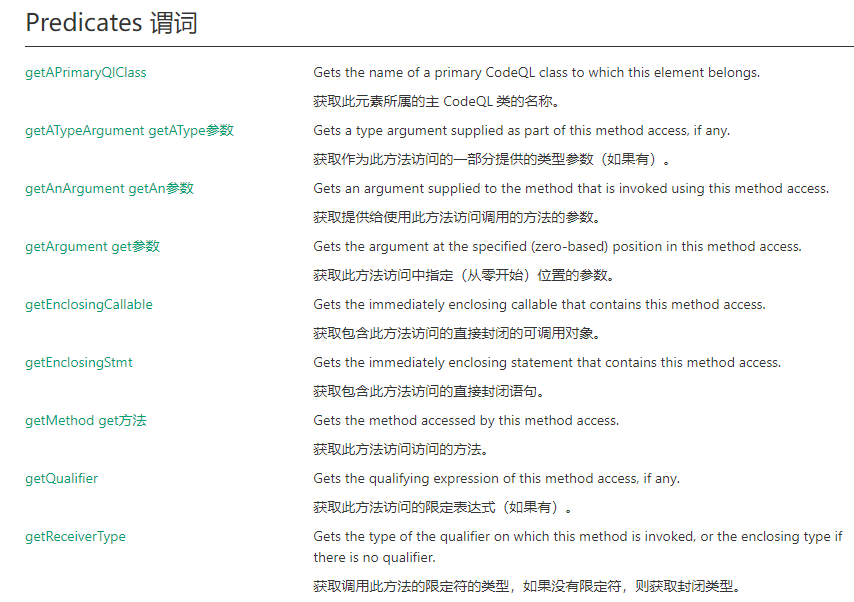 Predicates 谓词
getAPrimaryQlClass Gets the name of a primary CodeQL class to which this element belongs.
获取此元素所属的主 CodeQL 类的名称。
getATypeArgument getAType参数 Gets a type argument supplied as part of this method access, if any.
获取作为此方法访问的一部分提供的类型参数（如果有）。
getAnArgument getAn参数 Gets an argument supplied to the method that is invoked using this method access.
获取提供给使用此方法访问调用的方法的参数。
getArgument get参数 Gets the argument at the specified (zero-based) position in this method access.
获取此方法访问中指定（从零开始）位置的参数。
getEnclosingCallable Gets the immediately enclosing callable that contains this method access.
获取包含此方法访问的直接封闭的可调用对象。
getEnclosingStmt Gets the immediately enclosing statement that contains this method access.
获取包含此方法访问的直接封闭语句。
getMethod get方法 Gets the method accessed by this method access.
获取此方法访问访问的方法。
getQualifier Gets the qualifying expression of this method access, if any.
获取此方法访问的限定表达式（如果有）。
getReceiverType Gets the type of the qualifier on which this method is invoked, or the enclosing type if
there is no qualifier.
获取调用此方法的限定符的类型，如果没有限定符，则获取封闭类型。